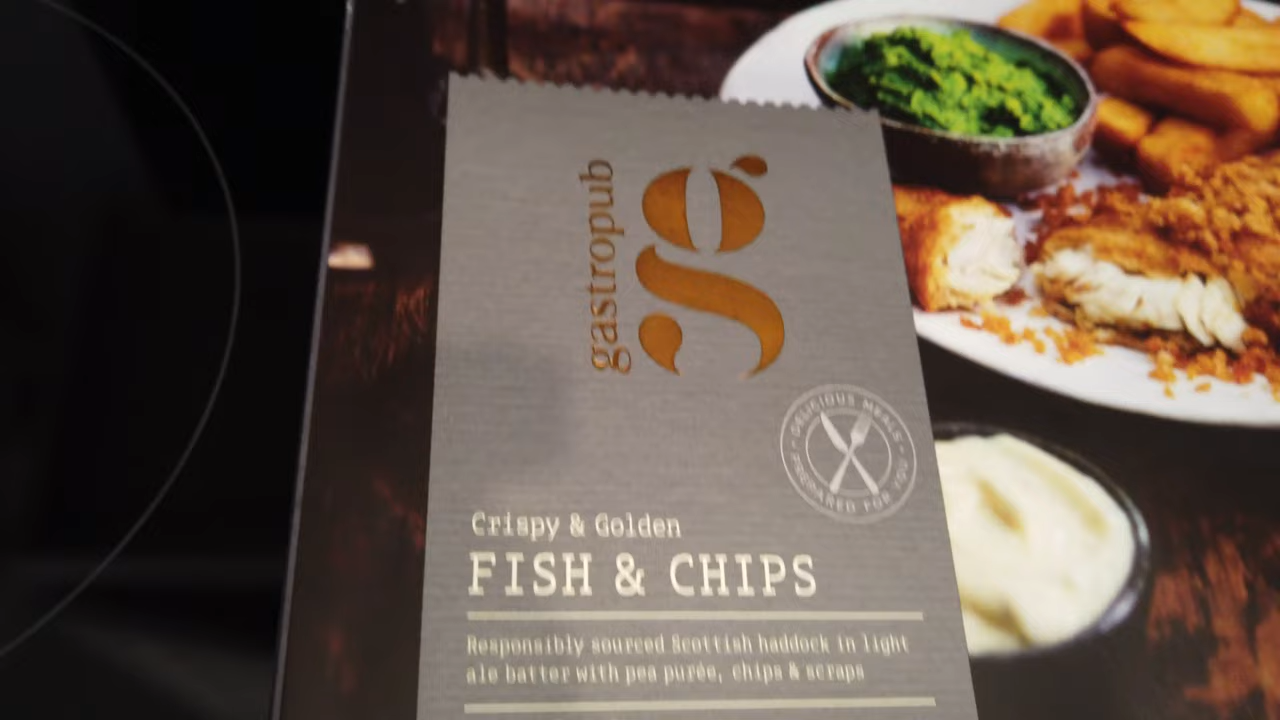 gastropub
g
DELICIOUS MEALS
PREPARED FOR YOU
Crispy & Golden
FISH & CHIPS
Responsibly sourced Scottish haddock in light
ale batter with pea purée, chips & scraps